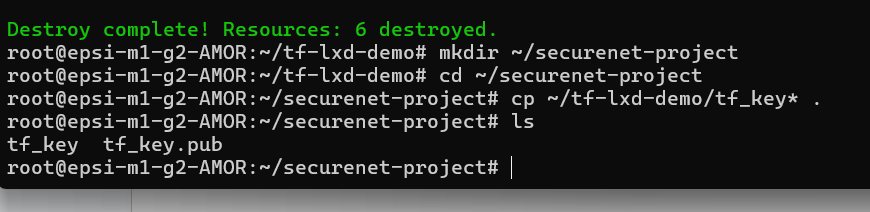 Destroy complete! Resources: 6 destroyed.
root@epsi-m1-g2-AMOR:~/tf-lxd-demo# mkdir ~/securenet-project
root@epsi-m1-g2-AMOR:~/tf-lxd-demo# cd ~/securenet-project
root@epsi-m1-g2-AMOR:~/securenet-project# cp ~/tf-lxd-demo/tf_key* .
root@epsi-m1-g2-AMOR:~/securenet-project# ls
tf_key  tf_key.pub
root@epsi-m1-g2-AMOR:~/securenet-project#